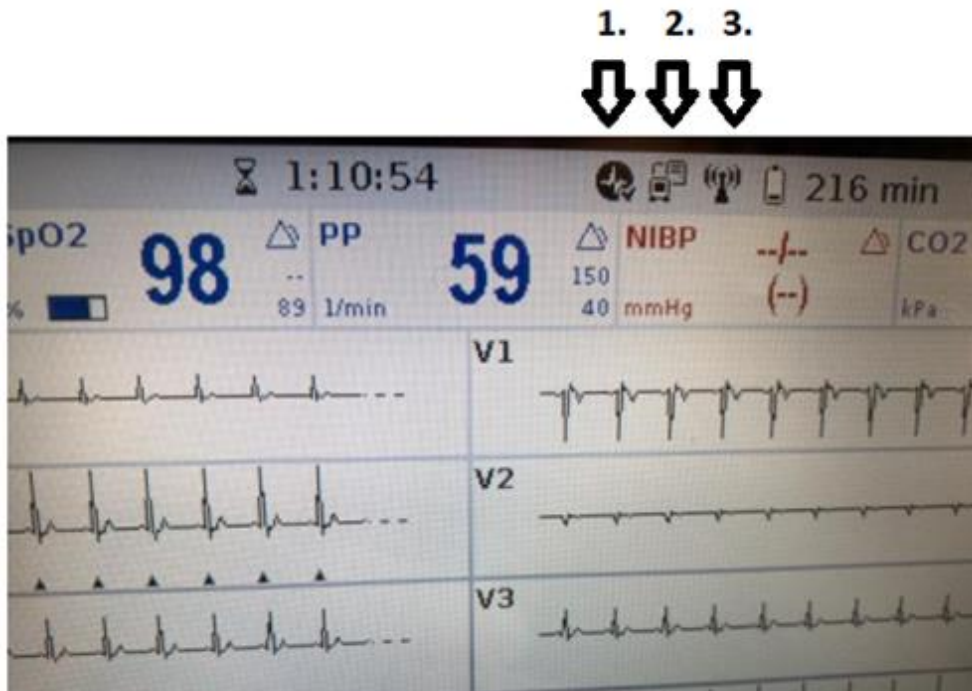 1. 2. 3.
1:10:54 216 min
SpO2 98 -- 89 %
PP 59 150 40 1/min
NIBP --/-- (--) mmHg
CO2 kPa
V1
V2
V3